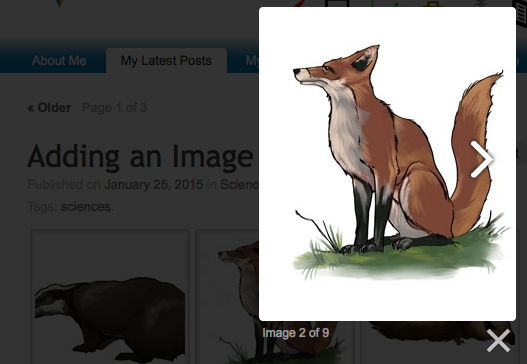 About Me
My Latest Posts
« Older Page 1 of 3
Adding an Image
Published on January 25, 2015 in
Tags: sciences.
Image 2 of 9